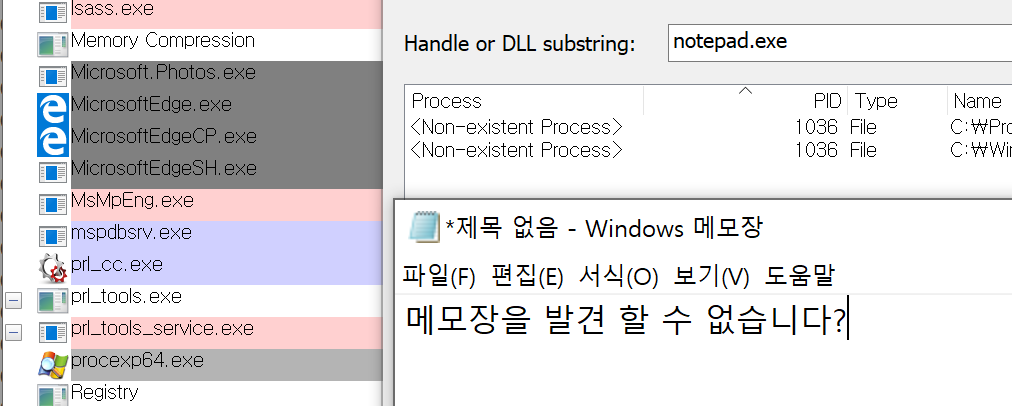 lsass.exe
Memory Compression
Microsoft.Photos.exe
MicrosoftEdge.exe
MicrosoftEdgeCP.exe
MicrosoftEdgeSH.exe
MsMpEng.exe
mspdbsrv.exe
prl_cc.exe
prl_tools.exe
prl_tools_service.exe
procexp64.exe
Registry
Handle or DLL substring: notepad.exe
Process PID Type Name
<Non-existent Process> 1036 File C:₩Pro
<Non-existent Process> 1036 File C:₩Win
*제목 없음 - Windows 메모장
파일(F) 편집(E) 서식(O) 보기(V) 도움말
메모장을 발견 할 수 없습니다?